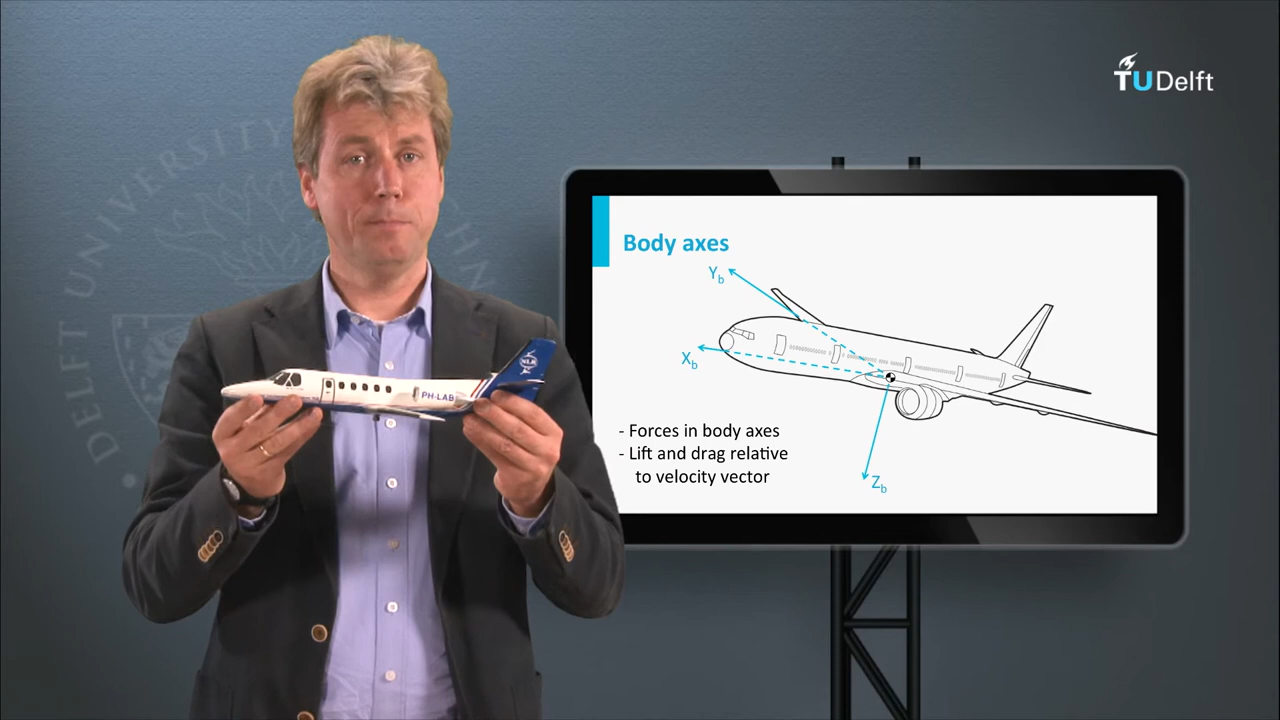 TUDelft
DELFT UNIVERSITY
Body axes
Yb
Xb
Zb
- Forces in body axes
- Lift and drag relative
to velocity vector
NLR
PH-LAB